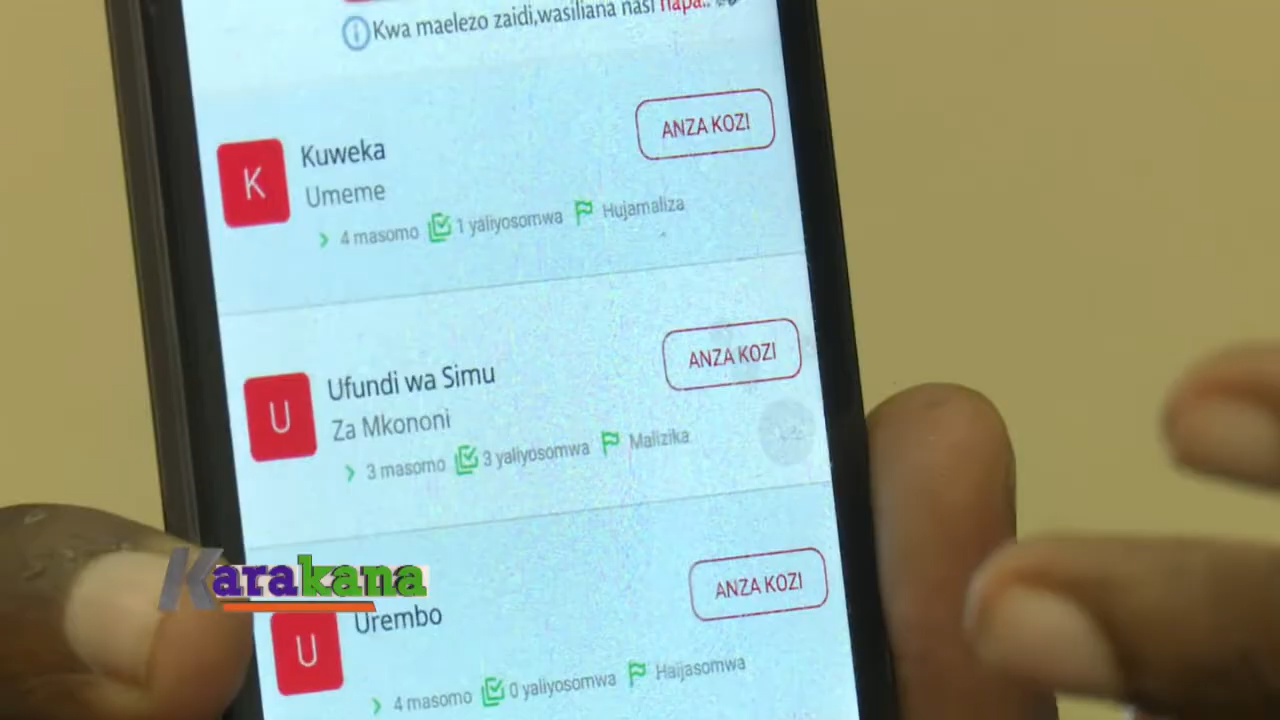 Kwa maelezo zaidi,wasiliana nasi hapa..
K
Kuweka
Umeme
ANZA KOZI
4 masomo 1 yaliyosomwa Hujamaliza
U
Ufundi wa Simu
Za Mkononi
ANZA KOZI
3 masomo 3 yaliyosomwa Malizika
Karakana
U
Urembo
ANZA KOZI
4 masomo 0 yaliyosomwa Haijasomwa